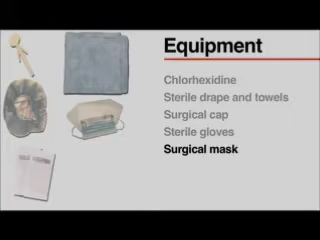 Equipment
Chlorhexidine
Sterile drape and towels
Surgical cap
Sterile gloves
Surgical mask